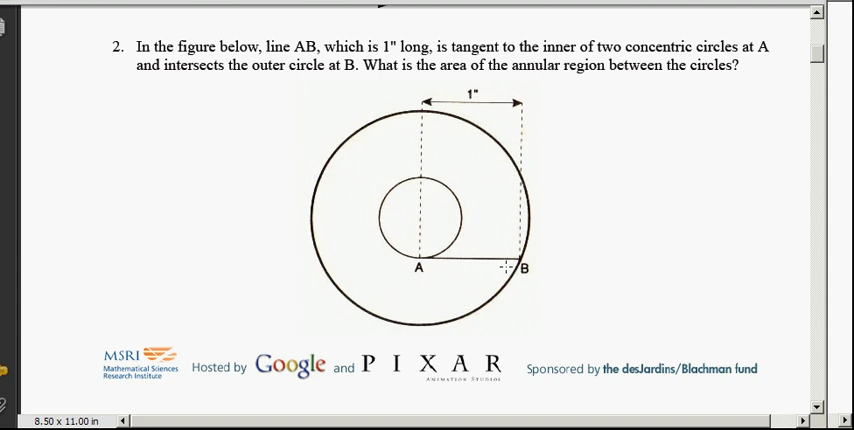 2. In the figure below, line AB, which is 1" long, is tangent to the inner of two concentric circles at A
and intersects the outer circle at B. What is the area of the annular region between the circles?
1"
A
B
MSRI
Mathematical Sciences
Research Institute
Hosted by Google and PIXAR
ANIMATION STUDIOS
Sponsored by the desJardins/Blachman fund
8.50 x 11.00 in